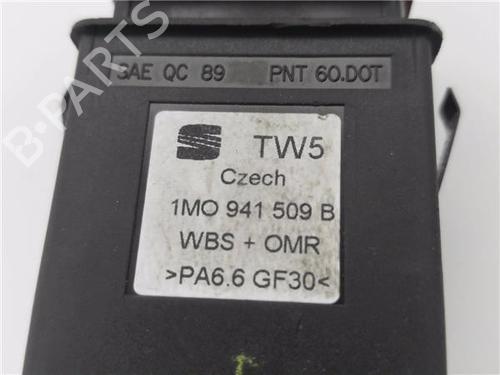 SAE QC 89 PNT 60.DOT
TW5
Czech
1MO 941 509 B
WBS + OMR
>PA6.6 GF30<
B-PARTS